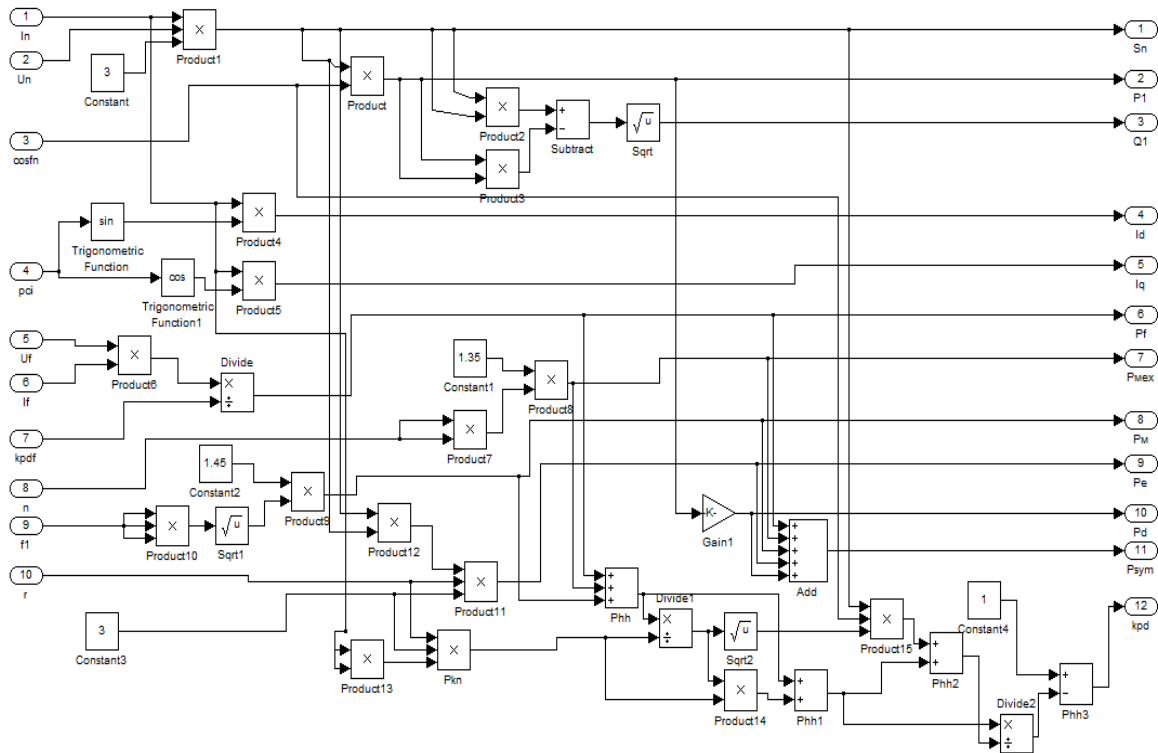 1
In
2
Un
3
Constant
×
Product1
3
cosfn
×
Product
×
Product2
×
Product3
+
−
Subtract
√u
Sqrt
1
Sn
2
P1
3
Q1
sin
Trigonometric
Function
4
pci
cos
Trigonometric
Function1
×
Product4
×
Product5
4
Id
5
Iq
5
Uf
6
If
×
Product6
Divide
×
÷
7
kpdf
8
n
1.35
Constant1
×
Product8
×
Product7
6
Pf
7
Pмех
8
Pм
9
Pe
10
Pd
11
Psym
12
kpd
1.45
Constant2
×
Product9
9
f1
×
Product10
√u
Sqrt1
10
r
×
Product12
×
Product11
3
Constant3
×
Product13
×
Pkn
K-
Gain1
+
+
+
+
+
Add
+
+
+
Phh
Divide1
×
÷
√u
Sqrt2
×
Product14
+
+
Phh1
×
Product15
+
+
Phh2
1
Constant4
Divide2
×
÷
+
−
Phh3